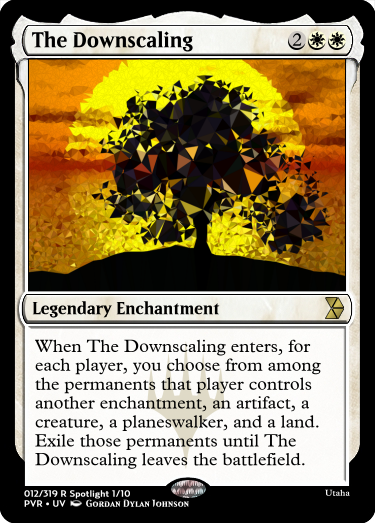 The Downscaling 2
Legendary Enchantment
When The Downscaling enters, for
each player, you choose from among
the permanents that player controls
another enchantment, an artifact, a
creature, a planeswalker, and a land.
Exile those permanents until The
Downscaling leaves the battlefield.
012/319 R Spotlight 1/10 Utaha
PVR • UV Gordan Dylan Johnson